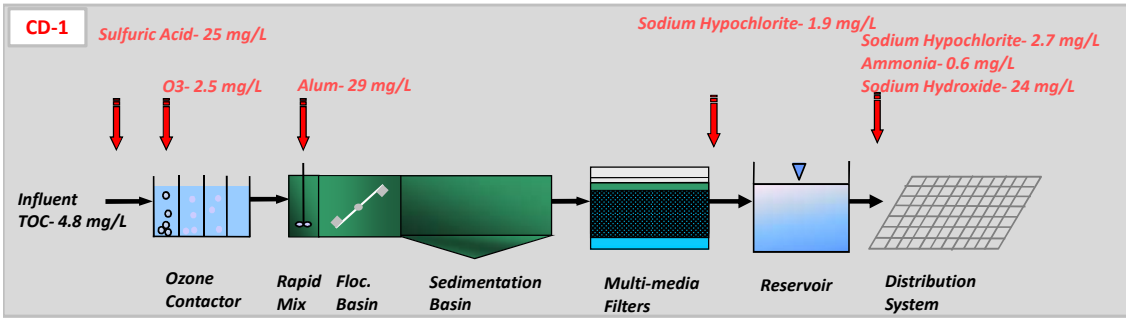 CD-1
Sulfuric Acid- 25 mg/L
Sodium Hypochlorite- 1.9 mg/L
Sodium Hypochlorite- 2.7 mg/L
O3- 2.5 mg/L
Alum- 29 mg/L
Ammonia- 0.6 mg/L
Sodium Hydroxide- 24 mg/L
Influent
TOC- 4.8 mg/L
Ozone
Contactor
Rapid
Mix
Floc.
Basin
Sedimentation
Basin
Multi-media
Filters
Reservoir
Distribution
System